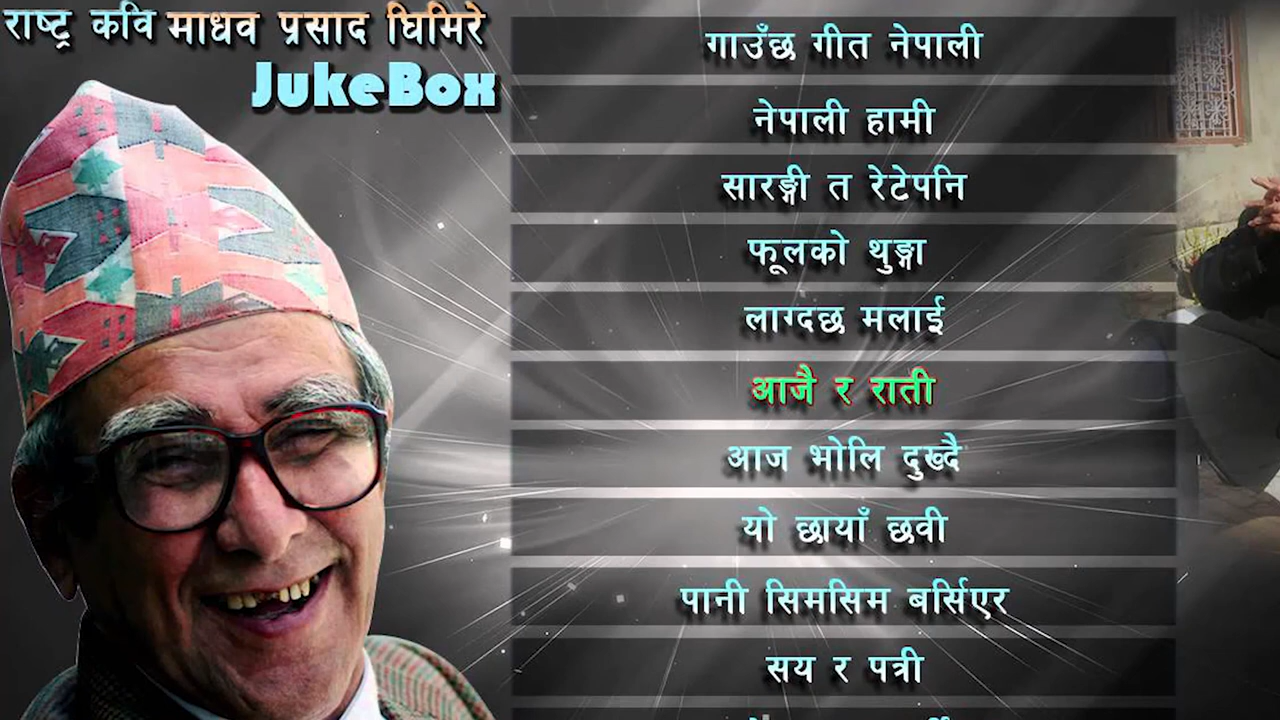 राष्ट्र कवि माधव प्रसाद घिमिरे
JukeBox
गाउँछ गीत नेपाली
नेपाली हामी
सारङ्गी त रेटेपनि
फूलको थुङ्गा
लाग्दछ मलाई
आजै र राती
आज भोलि दुख्दै
यो छायाँ छवी
पानी सिमसिम बर्सिएर
सय र पत्री